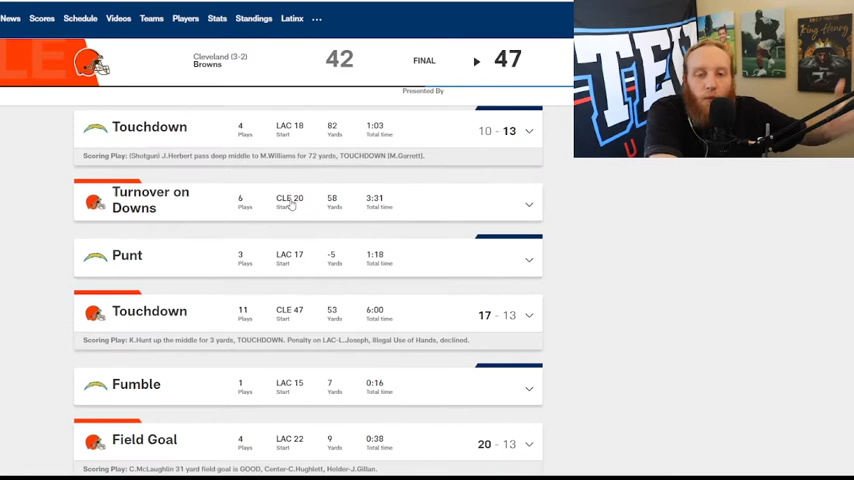 News Scores Schedule Videos Teams Players Stats Standings Latinx ...
Cleveland (3-2)
Browns
42
FINAL
47
Presented By
Touchdown
4 LAC 18 82 1:03
Plays Start Yards Total time
10 - 13
Scoring Play: (Shotgun) J.Herbert pass deep middle to M.Williams for 72 yards, TOUCHDOWN [M.Garrett].
Turnover on
Downs
6 CLE 20 58 3:31
Plays Start Yards Total time
Punt
3 LAC 17 -5 1:18
Plays Start Yards Total time
Touchdown
11 CLE 47 53 6:00
Plays Start Yards Total time
17 - 13
Scoring Play: K.Hunt up the middle for 3 yards, TOUCHDOWN. Penalty on LAC-L.Joseph, Illegal Use of Hands, declined.
Fumble
1 LAC 15 7 0:16
Plays Start Yards Total time
Field Goal
4 LAC 22 9 0:38
Plays Start Yards Total time
20 - 13
Scoring Play: C.McLaughlin 31 yard field goal is GOOD, Center-C.Hughlett, Holder-J.Gillan.
King Henry